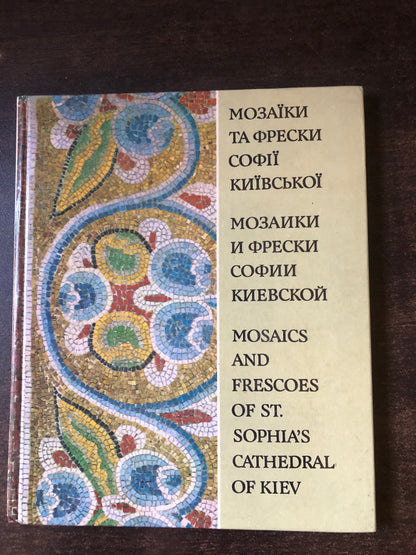 МОЗАЇКИ
ТА ФРЕСКИ
СОФІЇ
КИЇВСЬКОЇ
МОЗАИКИ
И ФРЕСКИ
СОФИИ
КИЕВСКОЙ
MOSAICS
AND
FRESCOES
OF ST.
SOPHIA'S
CATHEDRAL
OF KIEV